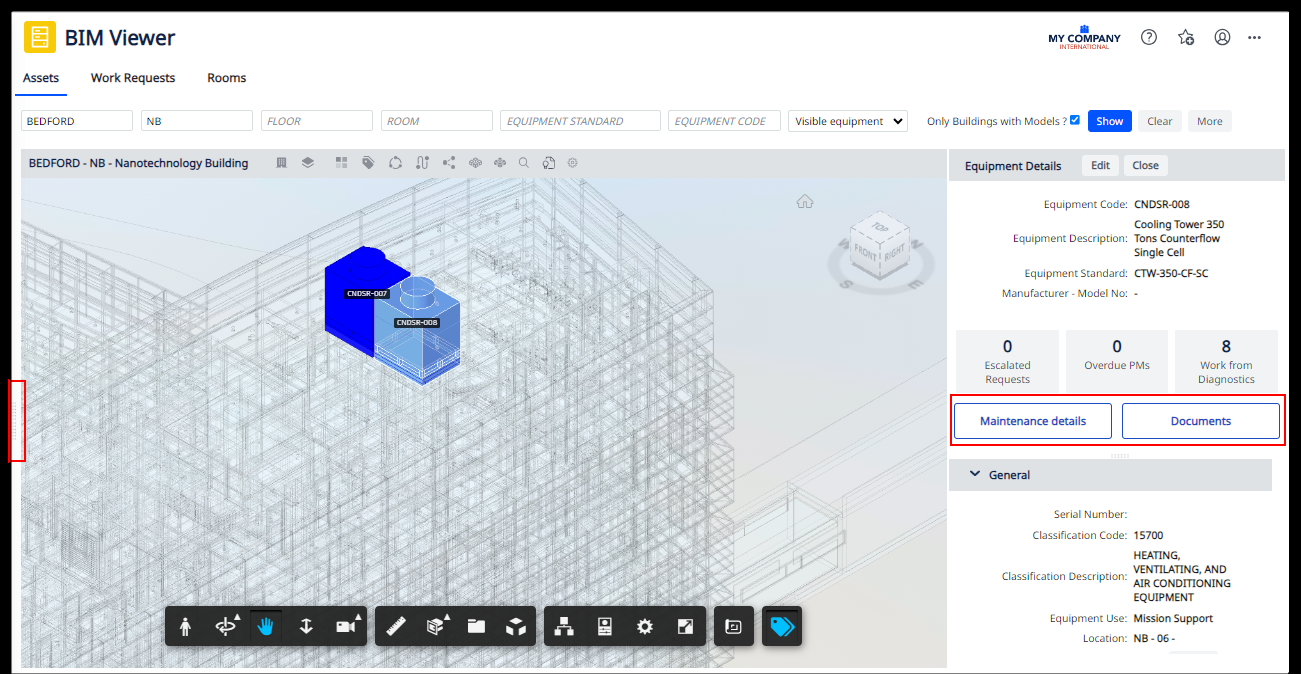 BIM Viewer
MY COMPANY
INTERNATIONAL
Assets
Work Requests
Rooms
BEDFORD
NB
FLOOR
ROOM
EQUIPMENT STANDARD
EQUIPMENT CODE
Visible equipment
Only Buildings with Models ?
Show
Clear
More
BEDFORD - NB - Nanotechnology Building
TOP
FRONT
RIGHT
N
S
E
CNDSR-007
CNDSR-008
Equipment Details
Edit
Close
Equipment Code: CNDSR-008
Equipment Description: Cooling Tower 350
Tons Counterflow
Single Cell
Equipment Standard: CTW-350-CF-SC
Manufacturer - Model No: -
0
Escalated
Requests
0
Overdue PMs
8
Work from
Diagnostics
Maintenance details
Documents
General
Serial Number:
Classification Code: 15700
Classification Description: HEATING,
VENTILATING, AND
AIR CONDITIONING
EQUIPMENT
Equipment Use: Mission Support
Location: NB - 06 -